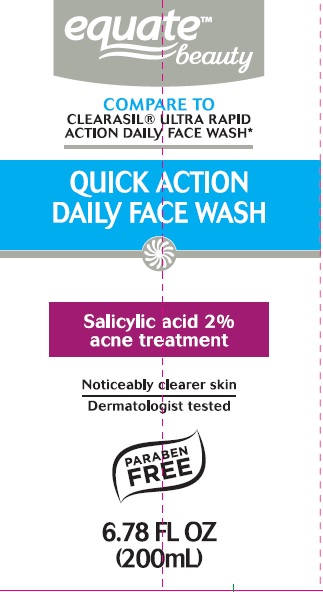 equate™
beauty
COMPARE TO
CLEARASIL® ULTRA RAPID
ACTION DAILY FACE WASH*
QUICK ACTION
DAILY FACE WASH
Salicylic acid 2%
acne treatment
Noticeably clearer skin
Dermatologist tested
PARABEN
FREE
6.78 FL OZ
(200mL)